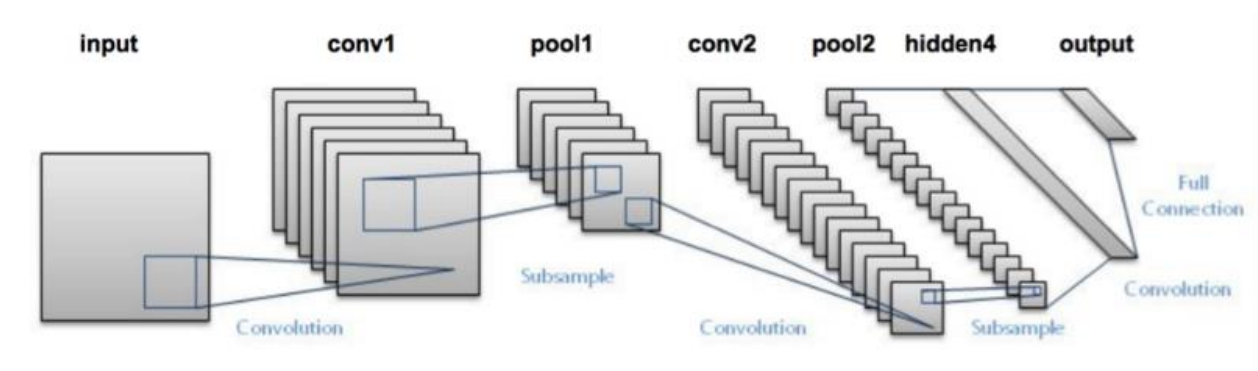 input conv1 pool1 conv2 pool2 hidden4 output
Full
Connection
Subsample
Convolution
Convolution
Convolution
Subsample